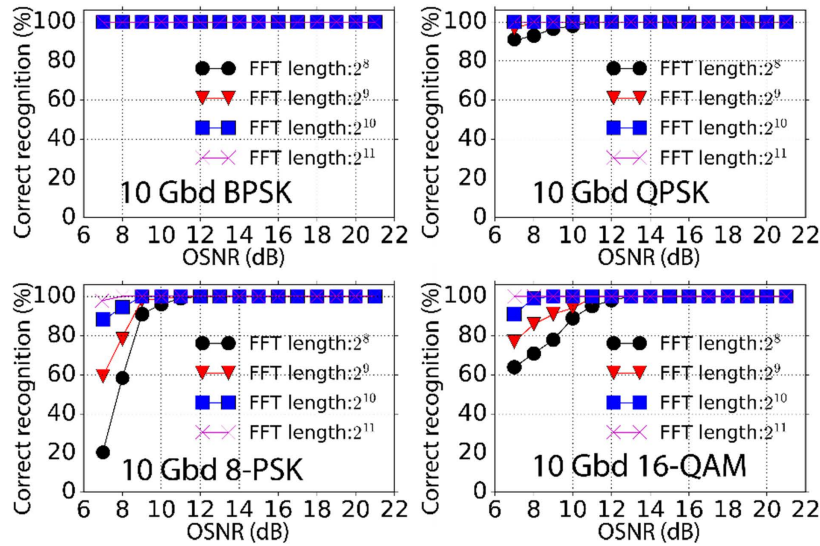 Correct recognition (%)
100
80
60
40
20
0
FFT length:2^8
FFT length:2^9
FFT length:2^10
FFT length:2^11
10 Gbd BPSK
6 8 10 12 14 16 18 20 22
OSNR (dB)
Correct recognition (%)
100
80
60
40
20
0
FFT length:2^8
FFT length:2^9
FFT length:2^10
FFT length:2^11
10 Gbd QPSK
6 8 10 12 14 16 18 20 22
OSNR (dB)
Correct recognition (%)
100
80
60
40
20
0
FFT length:2^8
FFT length:2^9
FFT length:2^10
FFT length:2^11
10 Gbd 8-PSK
6 8 10 12 14 16 18 20 22
OSNR (dB)
Correct recognition (%)
100
80
60
40
20
0
FFT length:2^8
FFT length:2^9
FFT length:2^10
FFT length:2^11
10 Gbd 16-QAM
6 8 10 12 14 16 18 20 22
OSNR (dB)